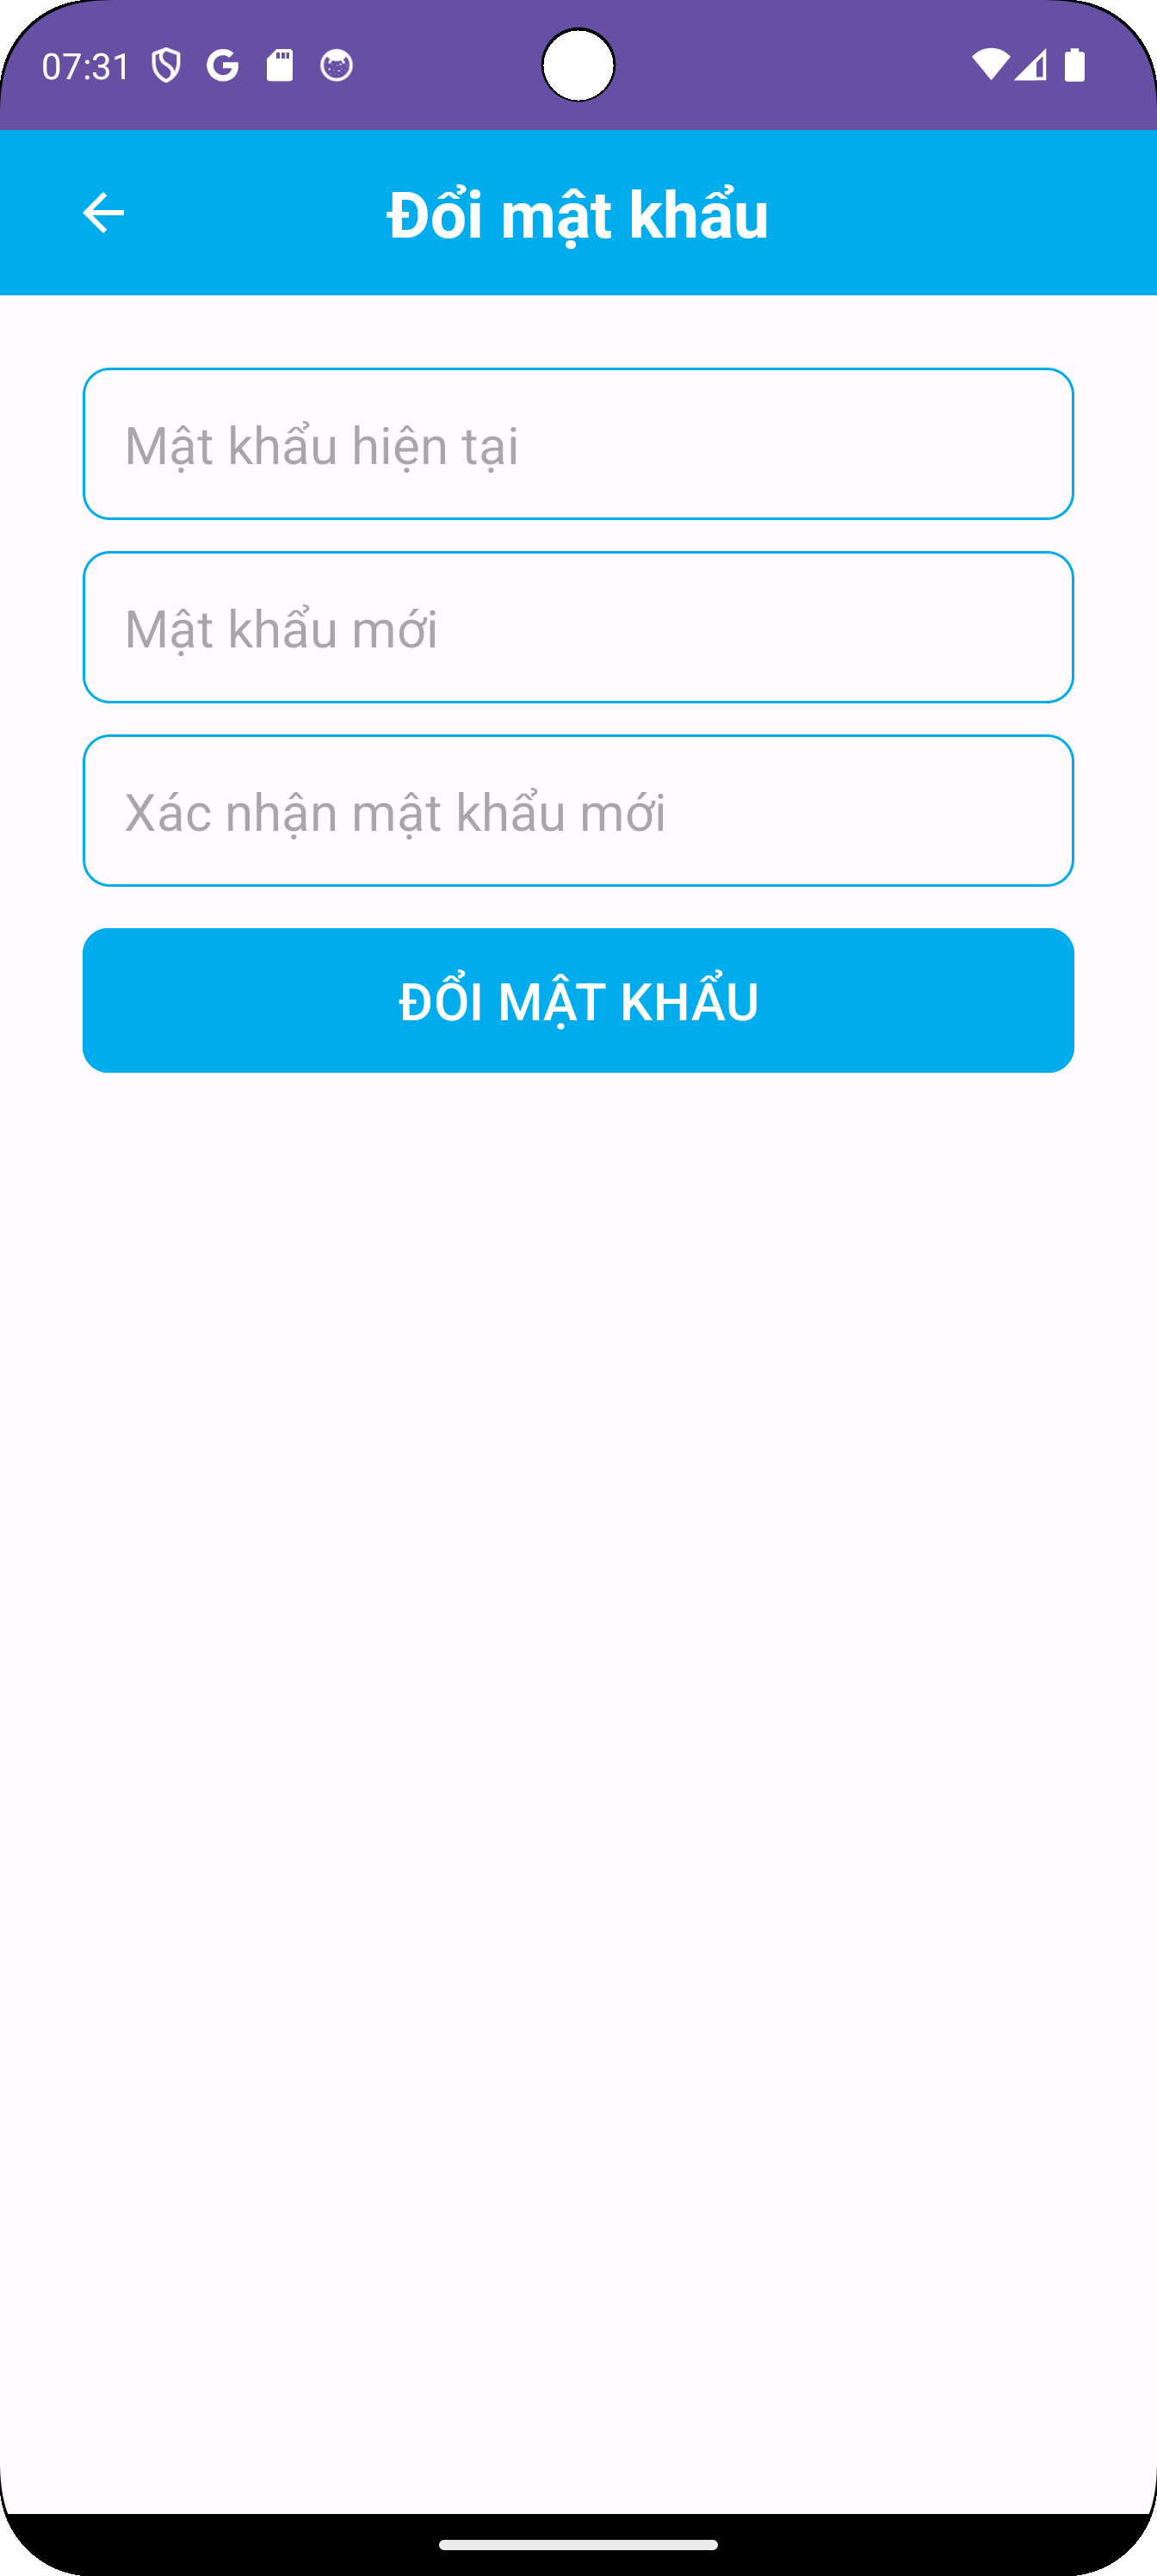 07:31
Đổi mật khẩu
Mật khẩu hiện tại
Mật khẩu mới
Xác nhận mật khẩu mới
ĐỔI MẬT KHẨU